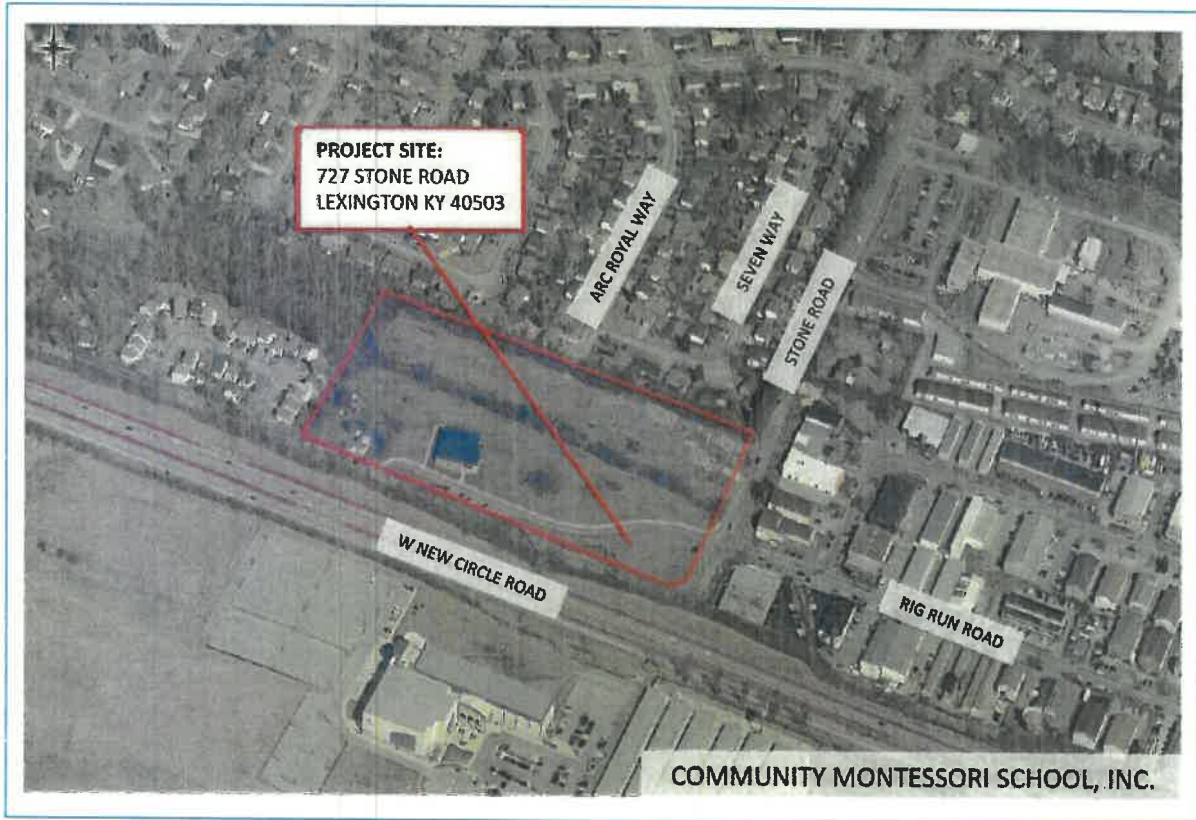 PROJECT SITE:
727 STONE ROAD
LEXINGTON KY 40503
ARC ROYAL WAY
SEVEN WAY
STONE ROAD
W NEW CIRCLE ROAD
RIG RUN ROAD
COMMUNITY MONTESSORI SCHOOL, INC.